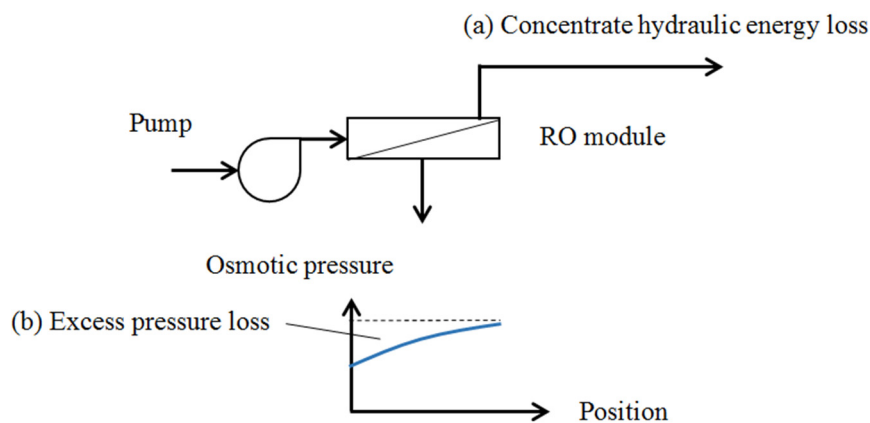 (a) Concentrate hydraulic energy loss
Pump
RO module
Osmotic pressure
(b) Excess pressure loss
Position